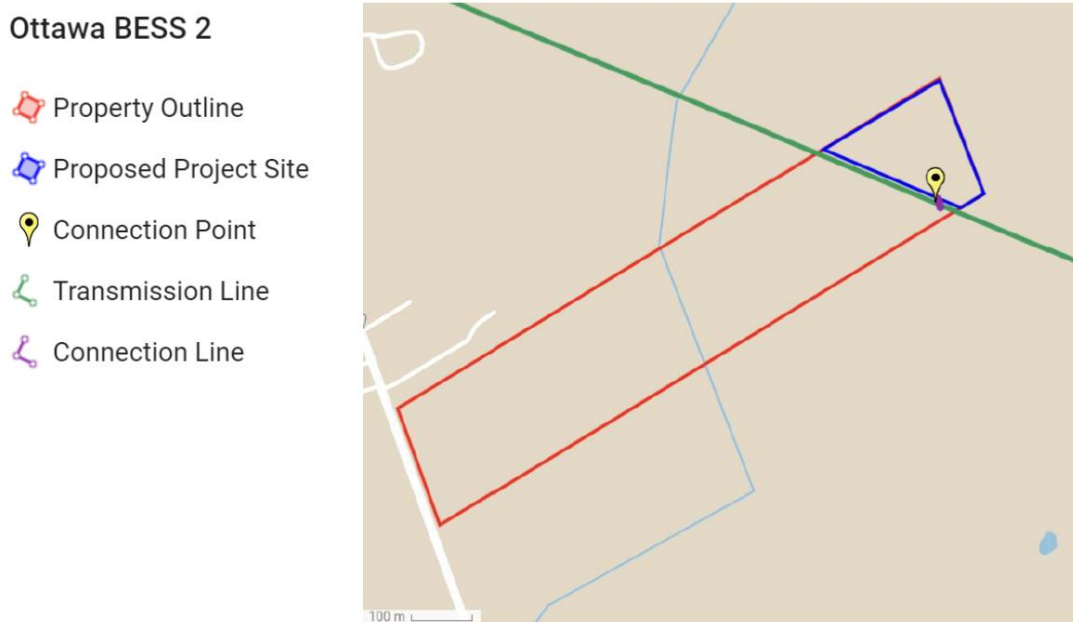 Ottawa BESS 2
Property Outline
Proposed Project Site
Connection Point
Transmission Line
Connection Line
100 m